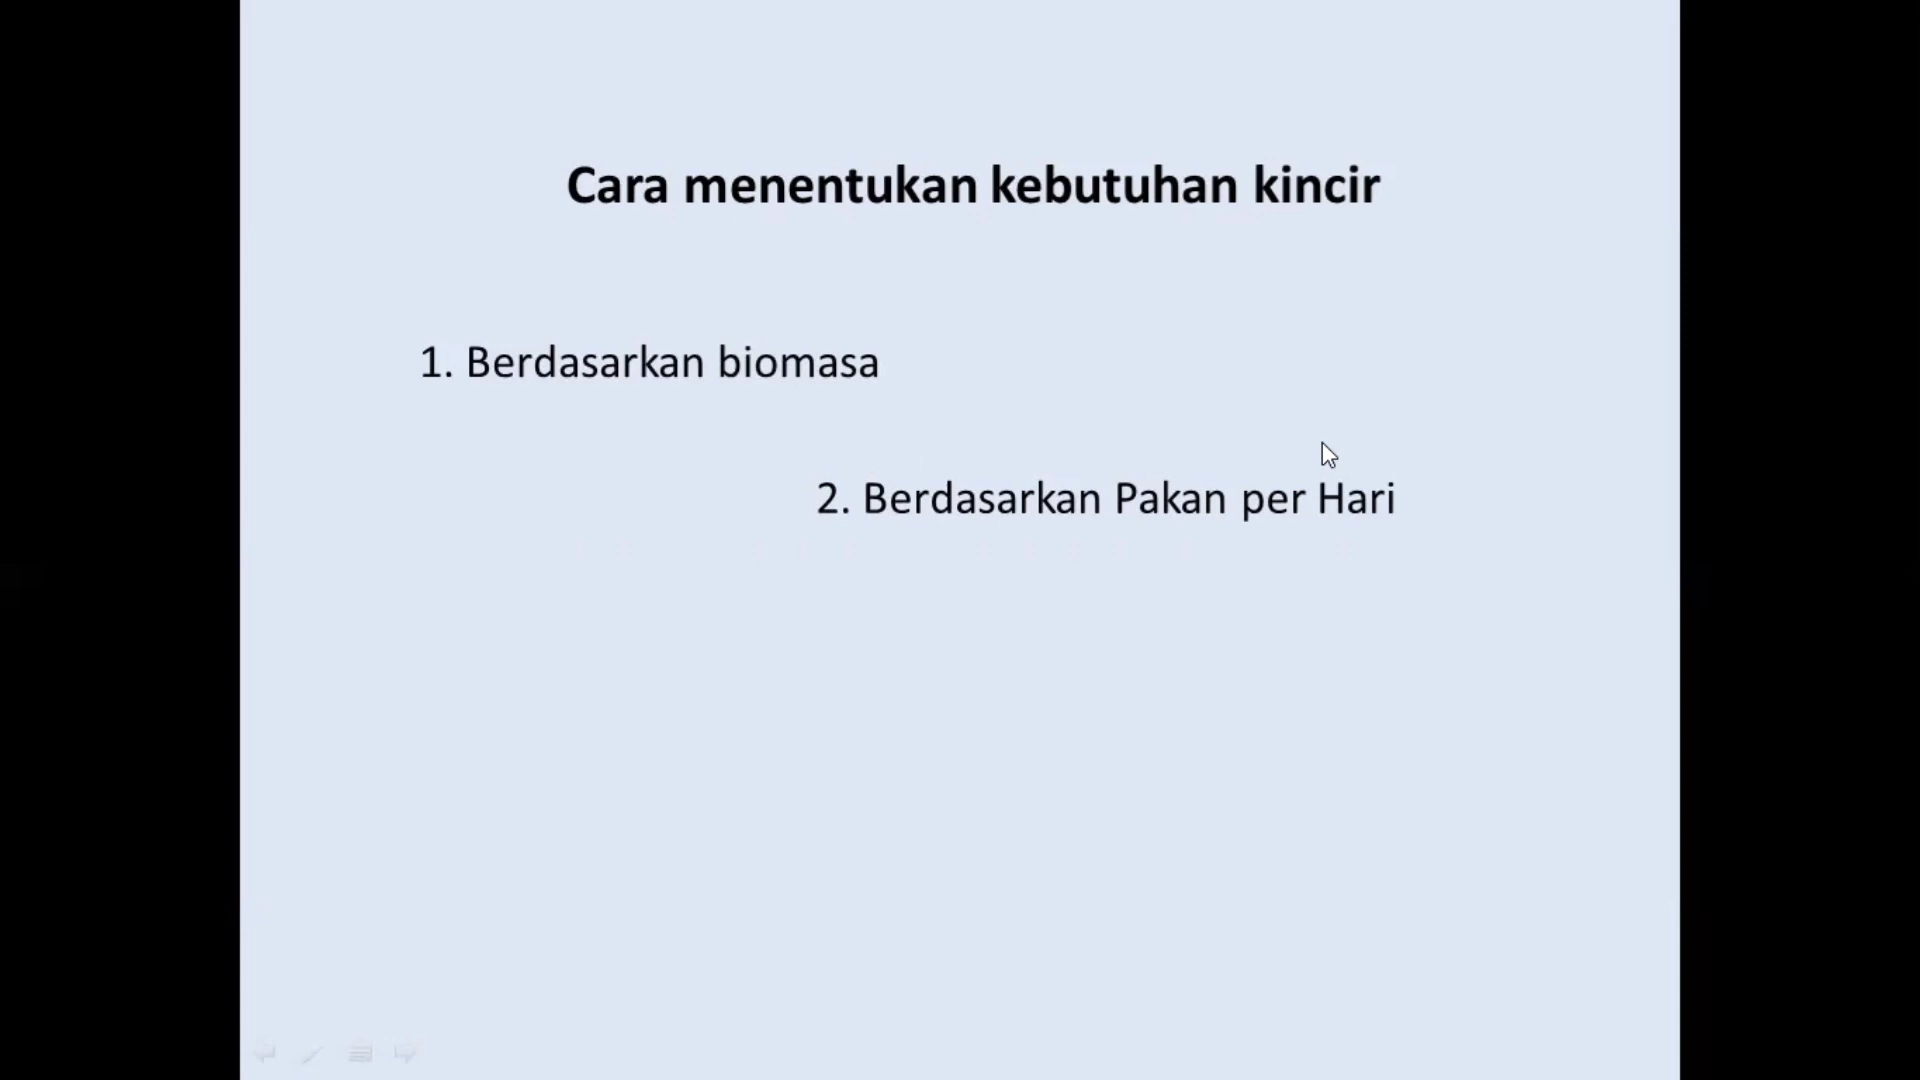 Cara menentukan kebutuhan kincir
1. Berdasarkan biomasa
2. Berdasarkan Pakan per Hari